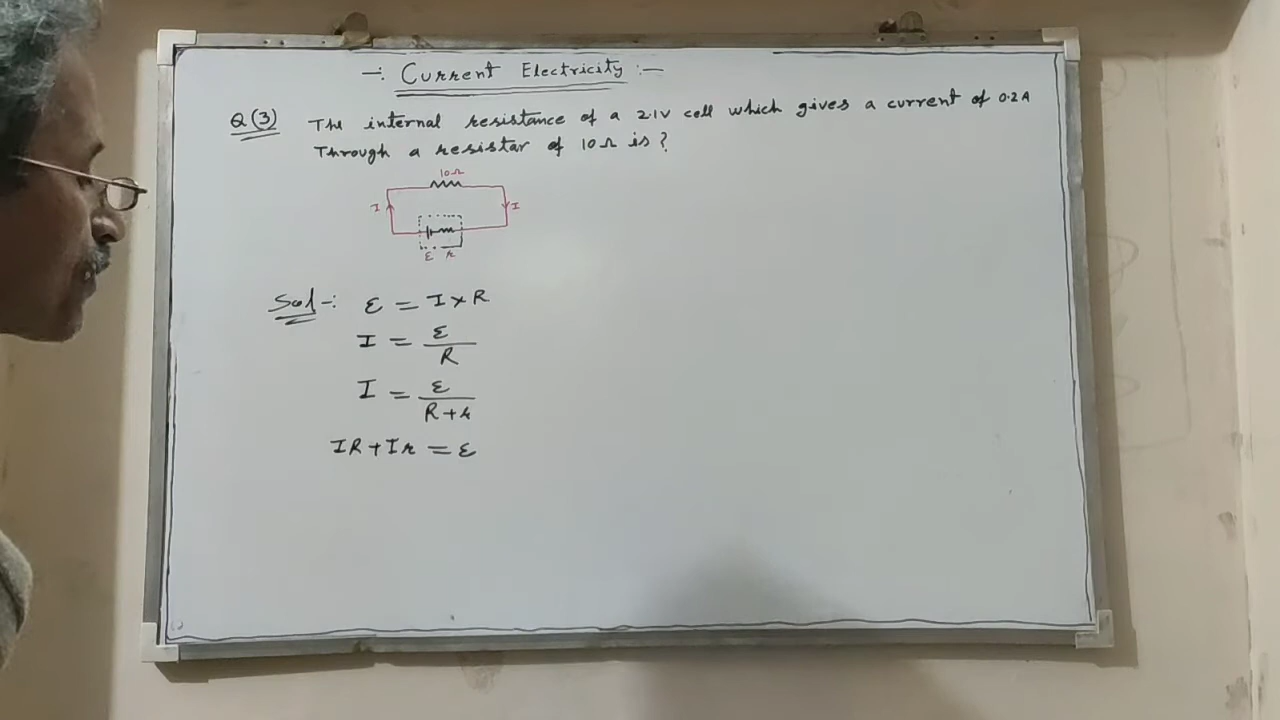 -: Current Electricity :-
Q(3) The internal resistance of a 2.1V cell which gives a current of 0.2A
Through a resistar of 10Ω is?
10Ω
I I
ε r
Sol-: ε = I×R
I = ε/R
I = ε/R+r
IR+Ir = ε